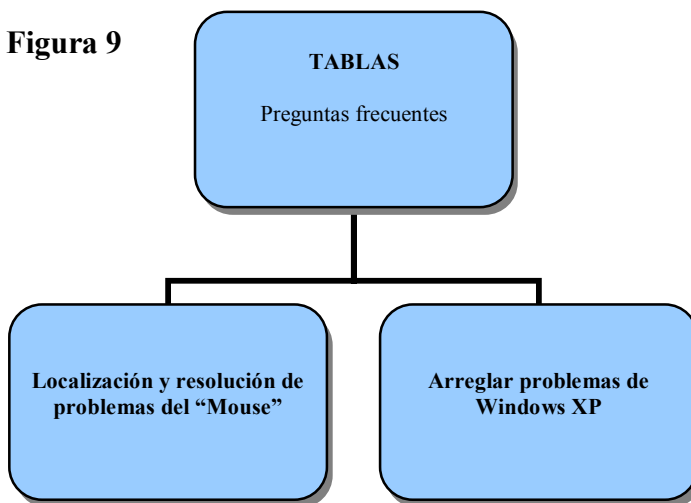 Figura 9
TABLAS
Preguntas frecuentes
Localización y resolución de
problemas del “Mouse”
Arreglar problemas de
Windows XP